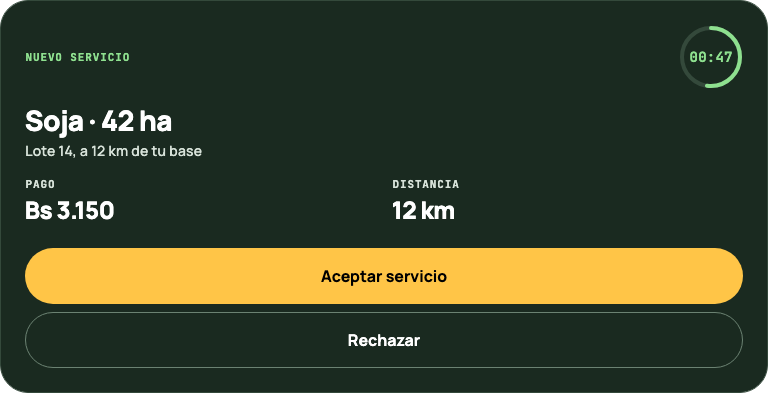 NUEVO SERVICIO
00:47
Soja · 42 ha
Lote 14, a 12 km de tu base
PAGO
DISTANCIA
Bs 3.150
12 km
Aceptar servicio
Rechazar